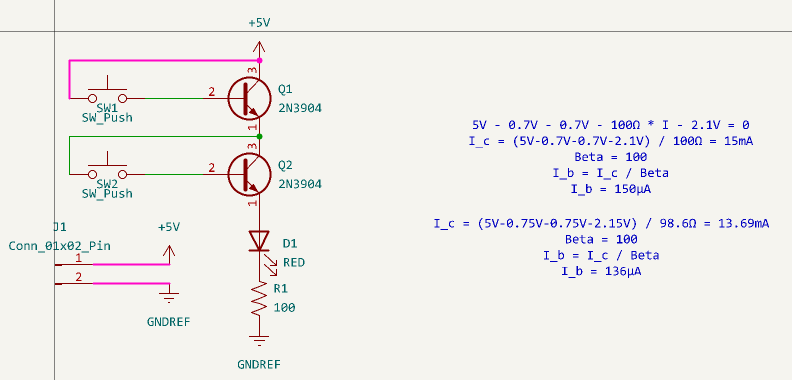 +5V
3
Q1
2
2N3904
SW1
SW_Push
1
3
Q2
2
2N3904
SW2
SW_Push
1
J1
+5V
Conn_01x02_Pin
1
2
GNDREF
D1
RED
R1
100
GNDREF
5V - 0.7V - 0.7V - 100Ω * I - 2.1V = 0
I_c = (5V-0.7V-0.7V-2.1V) / 100Ω = 15mA
Beta = 100
I_b = I_c / Beta
I_b = 150µA
I_c = (5V-0.75V-0.75V-2.15V) / 98.6Ω = 13.69mA
Beta = 100
I_b = I_c / Beta
I_b = 136µA